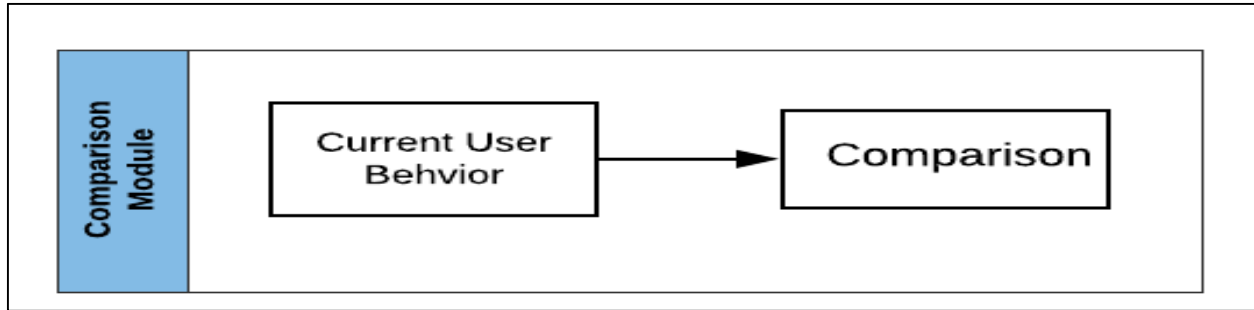 Comparison
Module
Current User
Behvior
Comparison